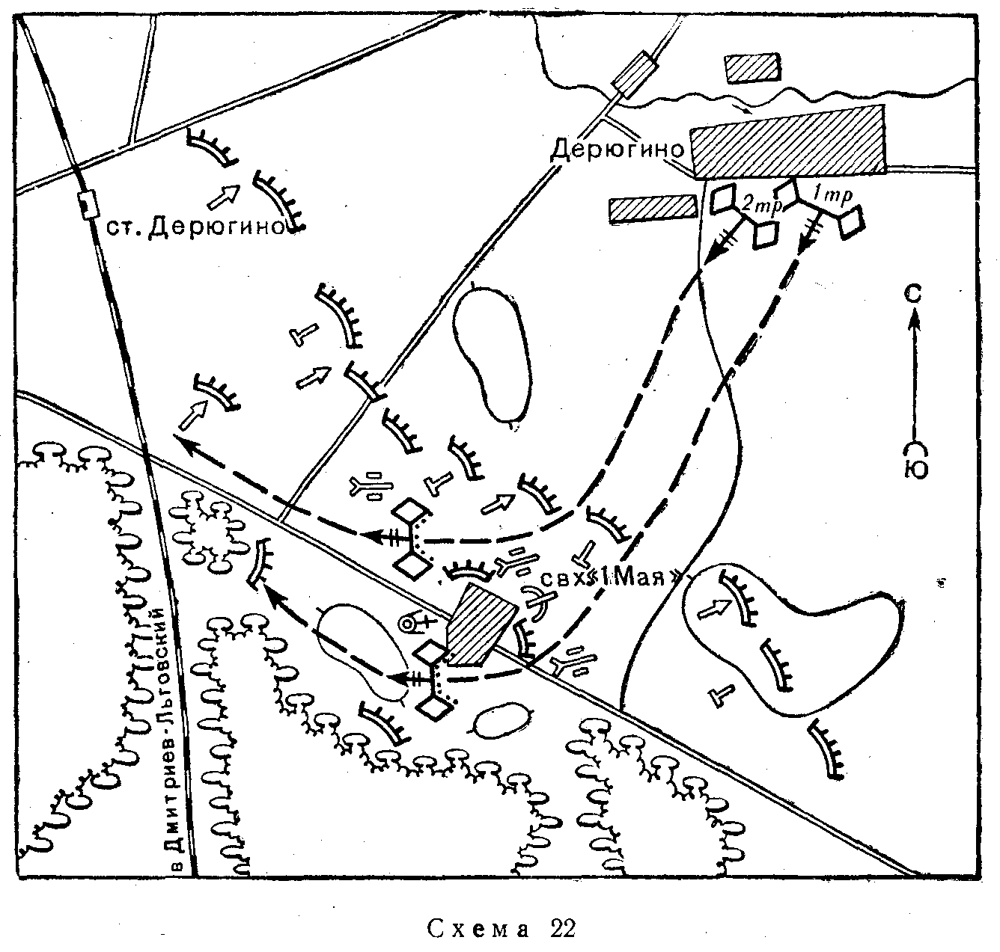 Дерюгино
2тр
1тр
ст. Дерюгино
С
Ю
свх «1 Мая»
в Дмитриев-Льговский
Схема 22